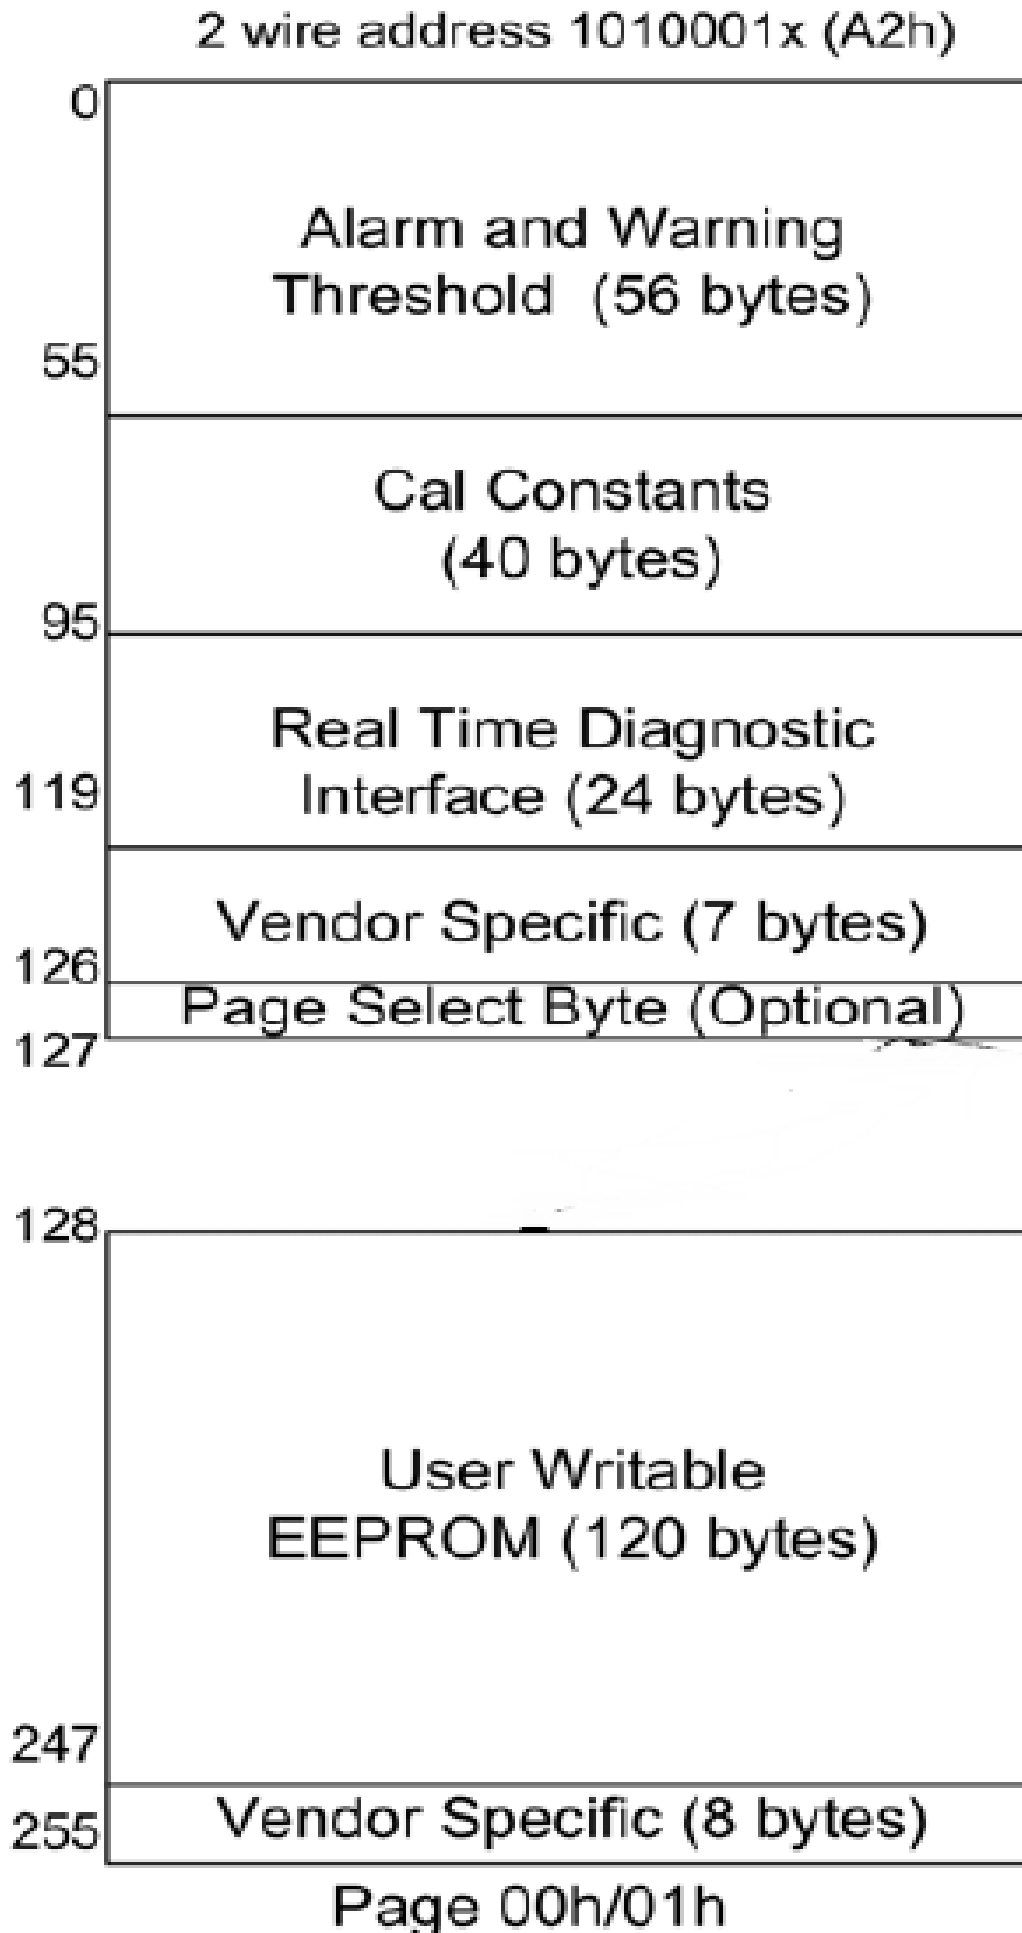 2 wire address 1010001x (A2h)
0
Alarm and Warning
Threshold (56 bytes)
55
Cal Constants
(40 bytes)
95
Real Time Diagnostic
119
Interface (24 bytes)
Vendor Specific (7 bytes)
126
Page Select Byte (Optional)
127
128
User Writable
EEPROM (120 bytes)
247
255
Vendor Specific (8 bytes)
Page 00h/01h